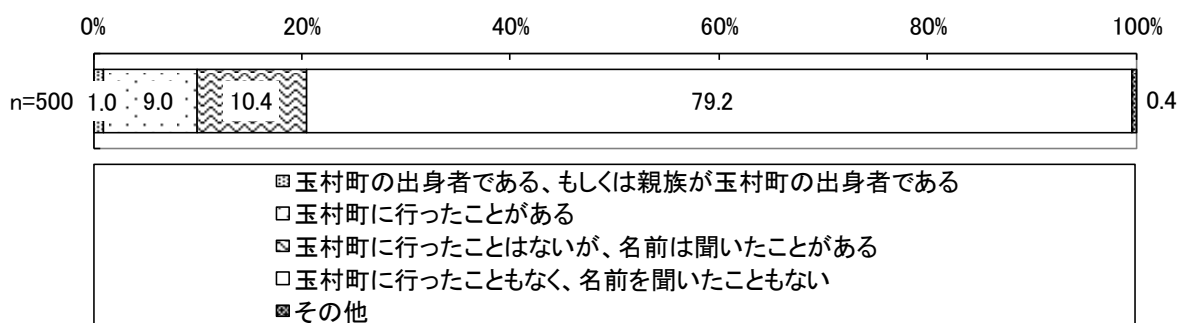 0% 20% 40% 60% 80% 100%
n=500 1.0 9.0 10.4 79.2 0.4
玉村町の出身者である、もしくは親族が玉村町の出身者である
玉村町に行ったことがある
玉村町に行ったことはないが、名前は聞いたことがある
玉村町に行ったこともなく、名前を聞いたこともない
その他